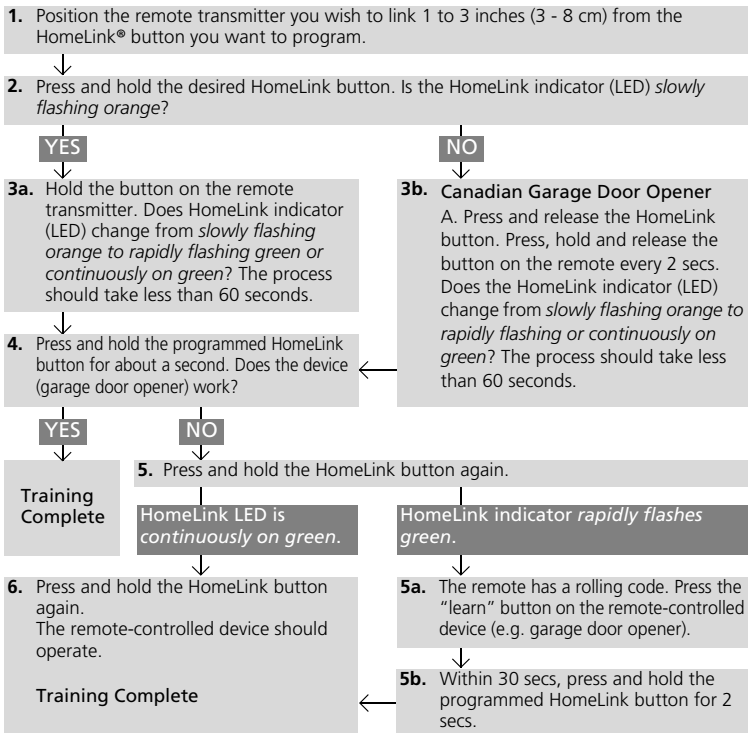 1. Position the remote transmitter you wish to link 1 to 3 inches (3 - 8 cm) from the
HomeLink® button you want to program.
2. Press and hold the desired HomeLink button. Is the HomeLink indicator (LED) slowly
flashing orange?
YES
NO
3a. Hold the button on the remote
transmitter. Does HomeLink indicator
(LED) change from slowly flashing
orange to rapidly flashing green or
continuously on green? The process
should take less than 60 seconds.
3b. Canadian Garage Door Opener
A. Press and release the HomeLink
button. Press, hold and release the
button on the remote every 2 secs.
Does the HomeLink indicator (LED)
change from slowly flashing orange to
rapidly flashing or continuously on
green? The process should take less
than 60 seconds.
4. Press and hold the programmed HomeLink
button for about a second. Does the device
(garage door opener) work?
YES
NO
Training
Complete
5. Press and hold the HomeLink button again.
HomeLink LED is
continuously on green.
HomeLink indicator rapidly flashes
green.
6. Press and hold the HomeLink button
again.
The remote-controlled device should
operate.
Training Complete
5a. The remote has a rolling code. Press the
“learn” button on the remote-controlled
device (e.g. garage door opener).
5b. Within 30 secs, press and hold the
programmed HomeLink button for 2
secs.